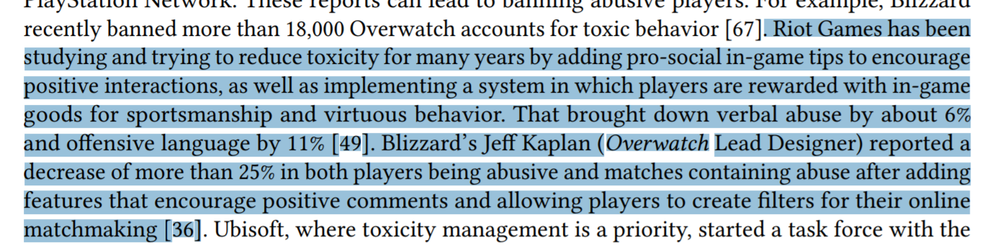 PlayStation Network. These reports can lead to banning abusive players. For example, Blizzard
recently banned more than 18,000 Overwatch accounts for toxic behavior [67]. Riot Games has been
studying and trying to reduce toxicity for many years by adding pro-social in-game tips to encourage
positive interactions, as well as implementing a system in which players are rewarded with in-game
goods for sportsmanship and virtuous behavior. That brought down verbal abuse by about 6%
and offensive language by 11% [49]. Blizzard’s Jeff Kaplan (Overwatch Lead Designer) reported a
decrease of more than 25% in both players being abusive and matches containing abuse after adding
features that encourage positive comments and allowing players to create filters for their online
matchmaking [36]. Ubisoft, where toxicity management is a priority, started a task force with the